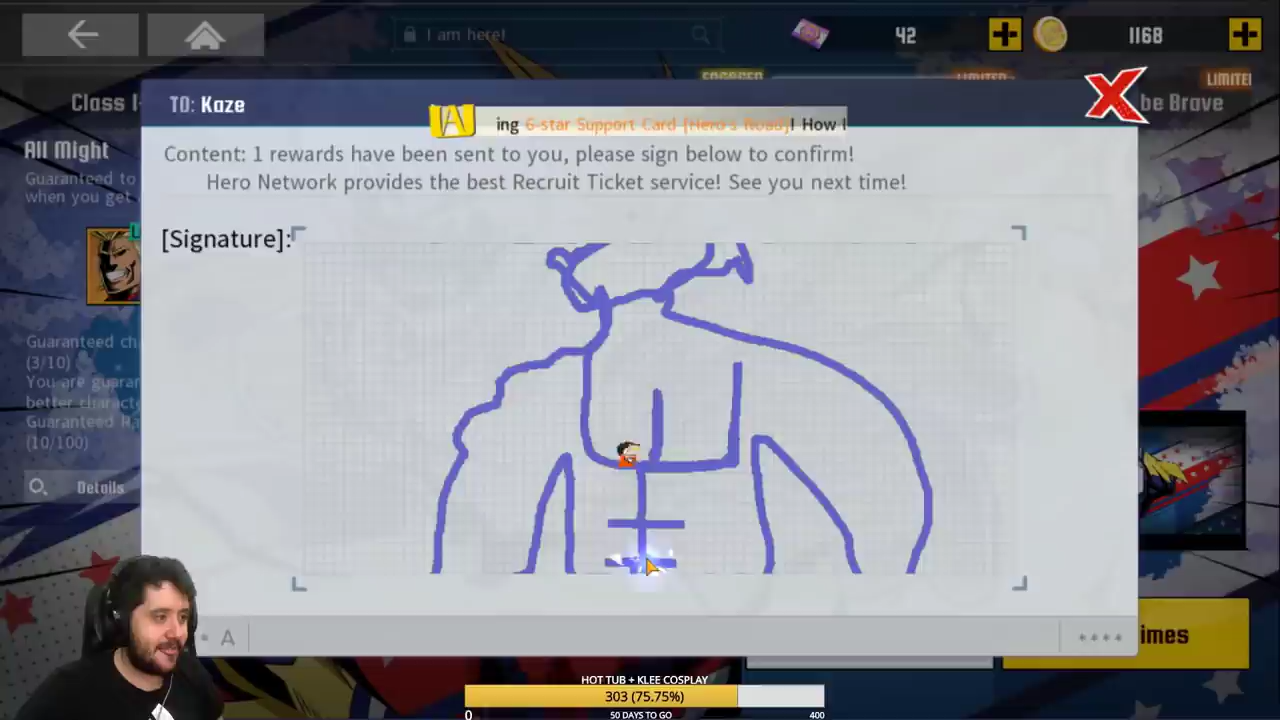 I am here!
42
1168
ENGAGED
LIMITED
LIMITE
Class I-
be Brave
TO: Kaze
ing 6-star Support Card [Hero's Road]! How I
All Might
Guaranteed to
when you get
Content: 1 rewards have been sent to you, please sign below to confirm!
Hero Network provides the best Recruit Ticket service! See you next time!
[Signature]:
Guaranteed ch
(3/10)
You are guaran
better characte
Guaranteed Ra
(10/100)
Details
A
imes
HOT TUB + KLEE COSPLAY
303 (75.75%)
0
50 DAYS TO GO
400